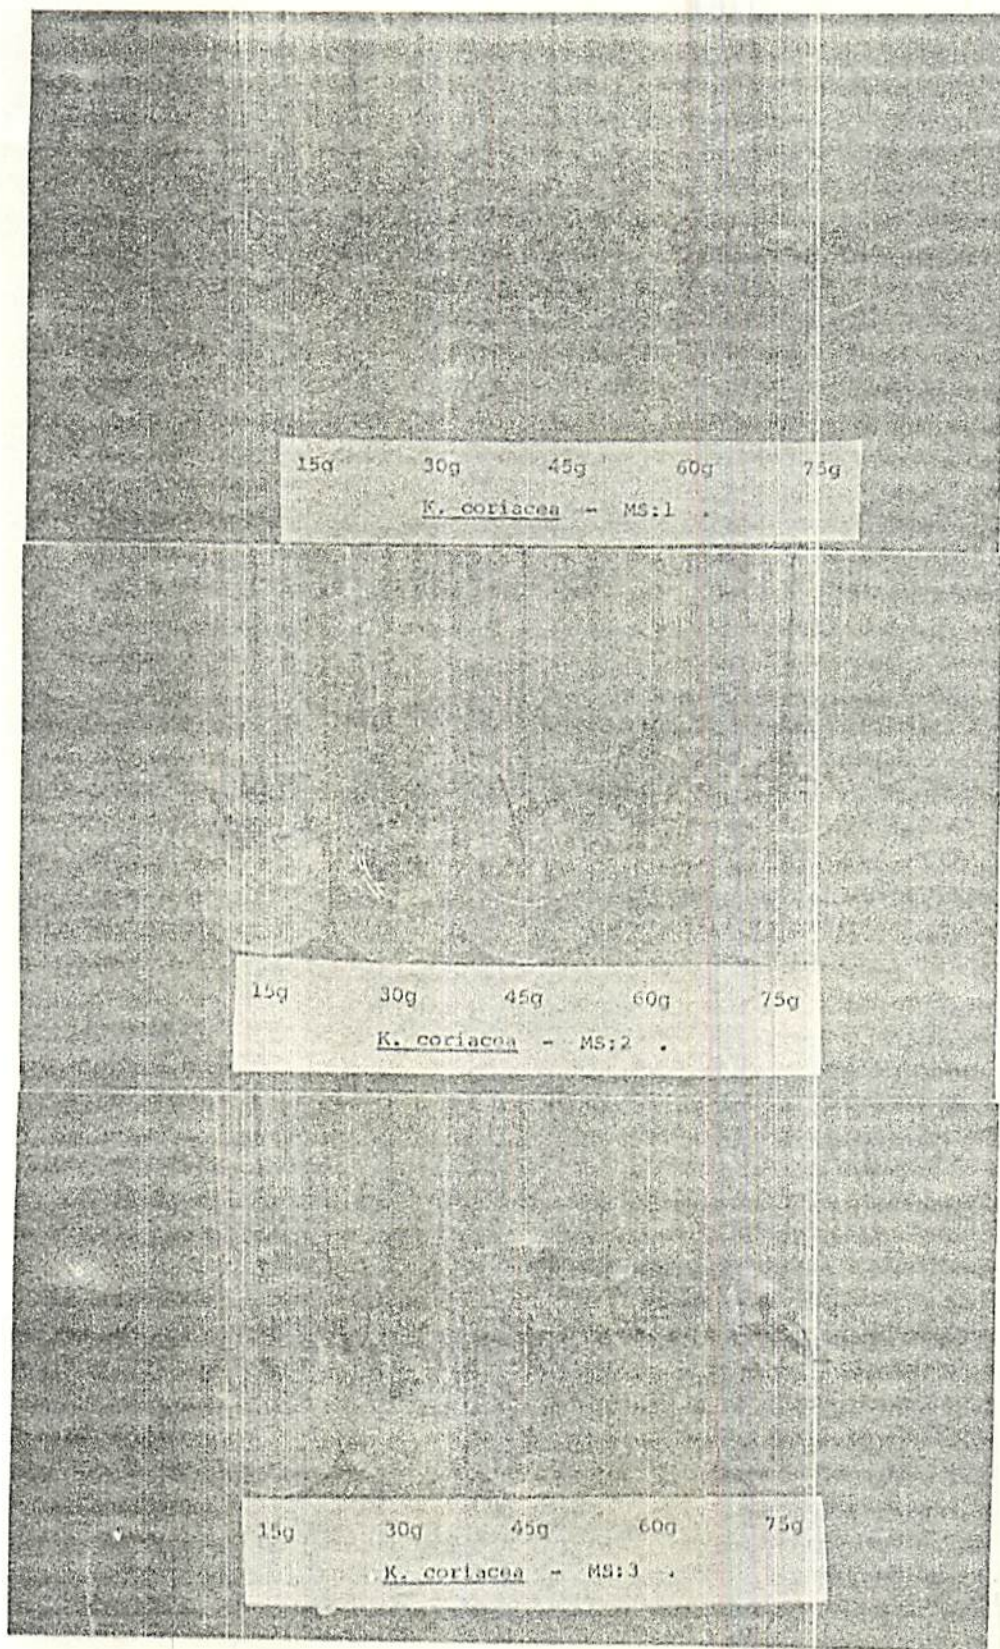 15g 30g 45g 60g 75g
K. coriacea - MS:1 .
15g 30g 45g 60g 75g
K. coriacea - MS:2 .
15g 30g 45g 60g 75g
K. coriacea - MS:3 .